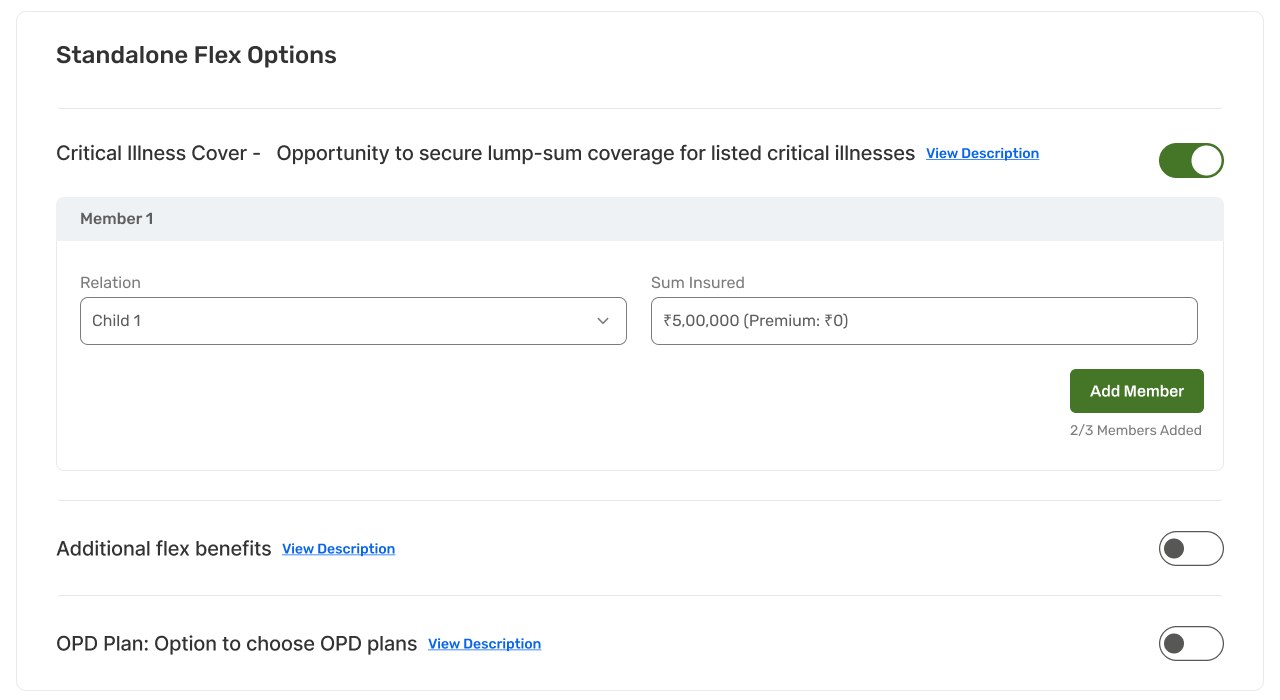 Standalone Flex Options
Critical Illness Cover -   Opportunity to secure lump-sum coverage for listed critical illnesses View Description
Member 1
Relation
Child 1
Sum Insured
₹5,00,000 (Premium: ₹0)
Add Member
2/3 Members Added
Additional flex benefits View Description
OPD Plan: Option to choose OPD plans View Description